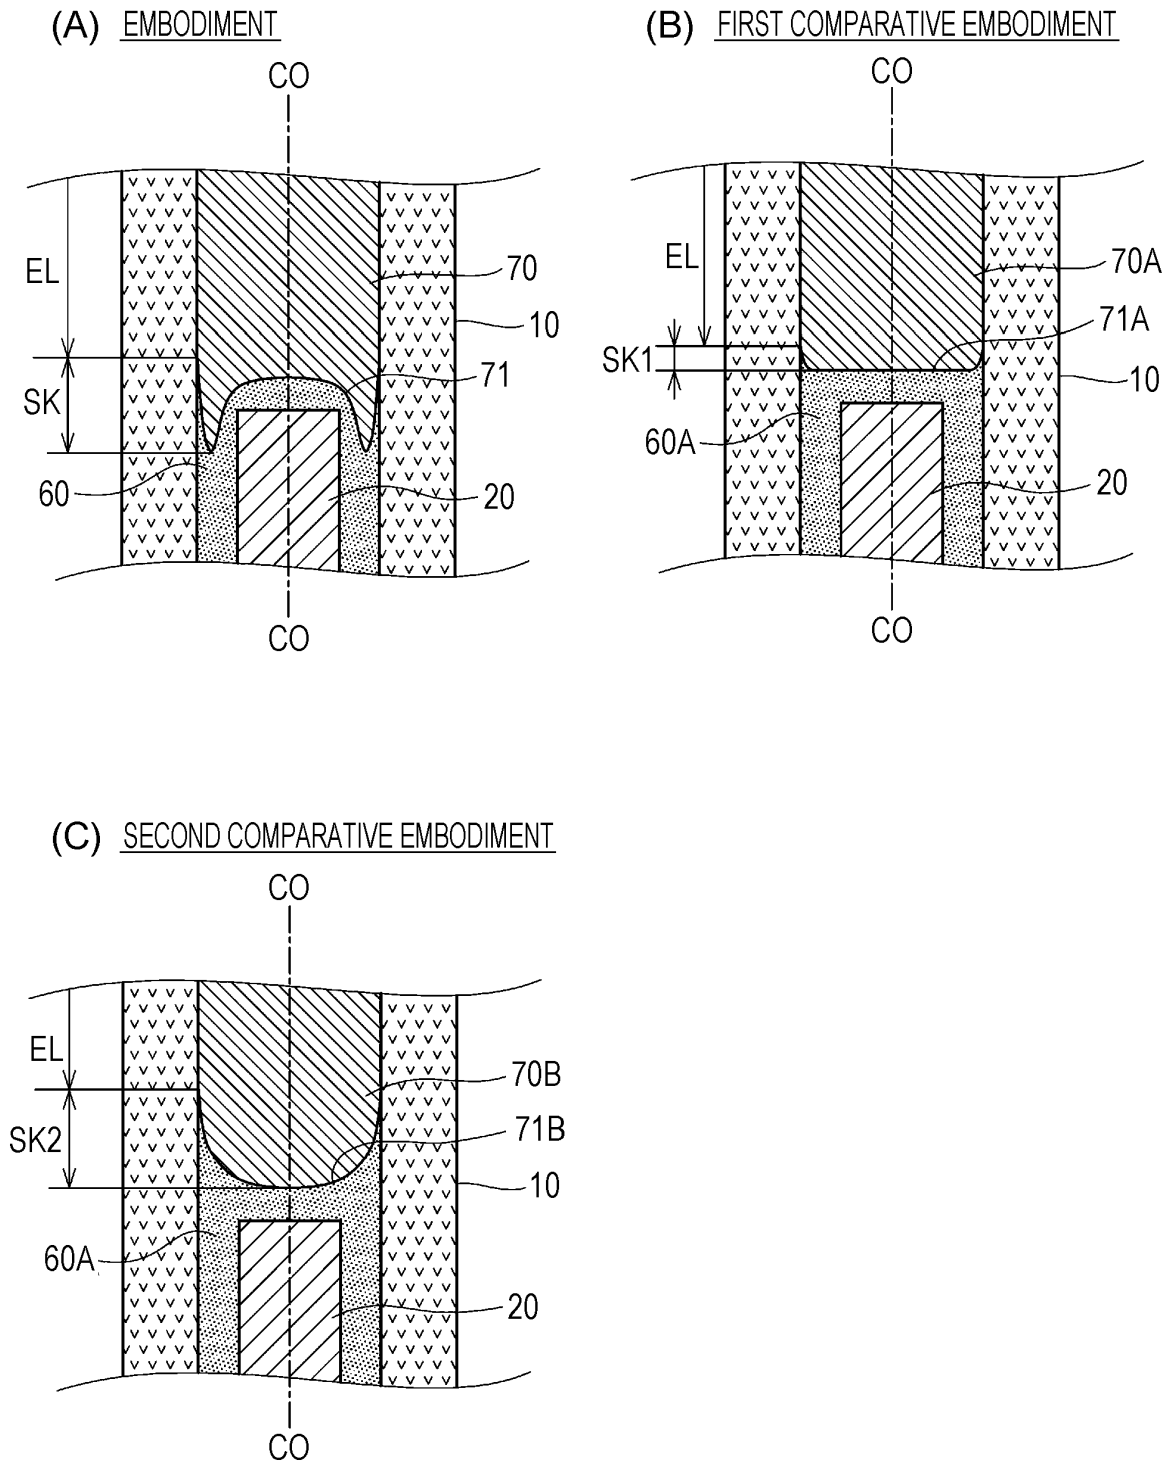 (A) EMBODIMENT
CO
EL
70
10
SK
71
60
20
CO
(B) FIRST COMPARATIVE EMBODIMENT
CO
EL
70A
71A
SK1
10
60A
20
CO
(C) SECOND COMPARATIVE EMBODIMENT
CO
EL
70B
71B
SK2
10
60A
20
CO